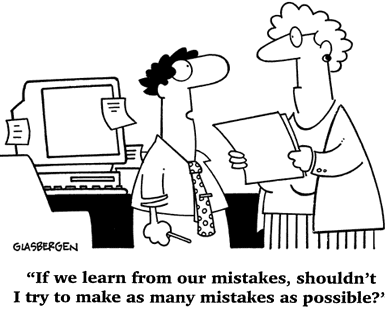 GLASBERGEN
“If we learn from our mistakes, shouldn’t
I try to make as many mistakes as possible?’